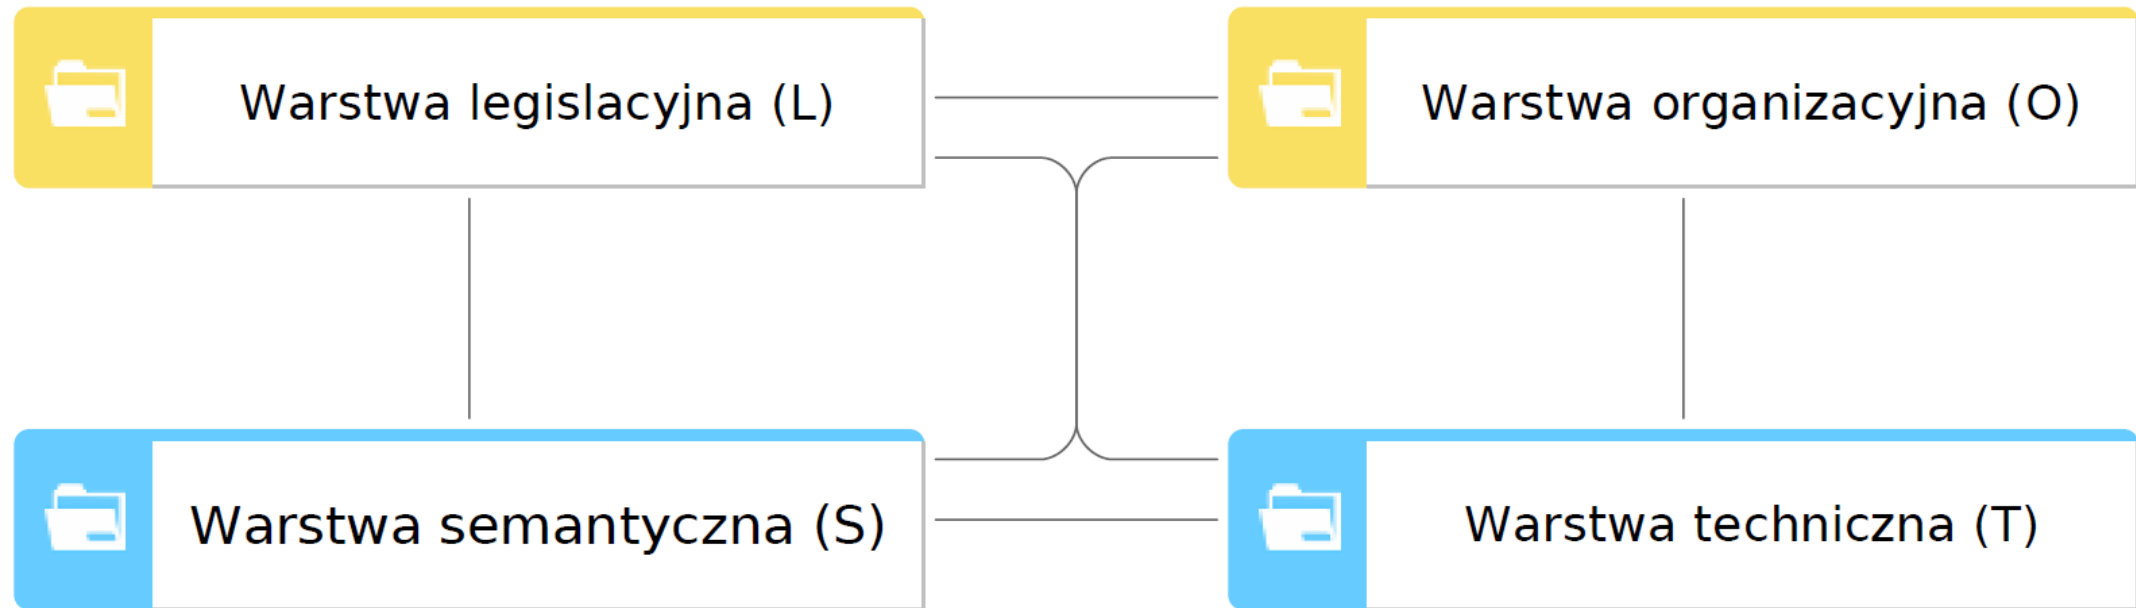 Warstwa legislacyjna (L)
Warstwa organizacyjna (O)
Warstwa semantyczna (S)
Warstwa techniczna (T)